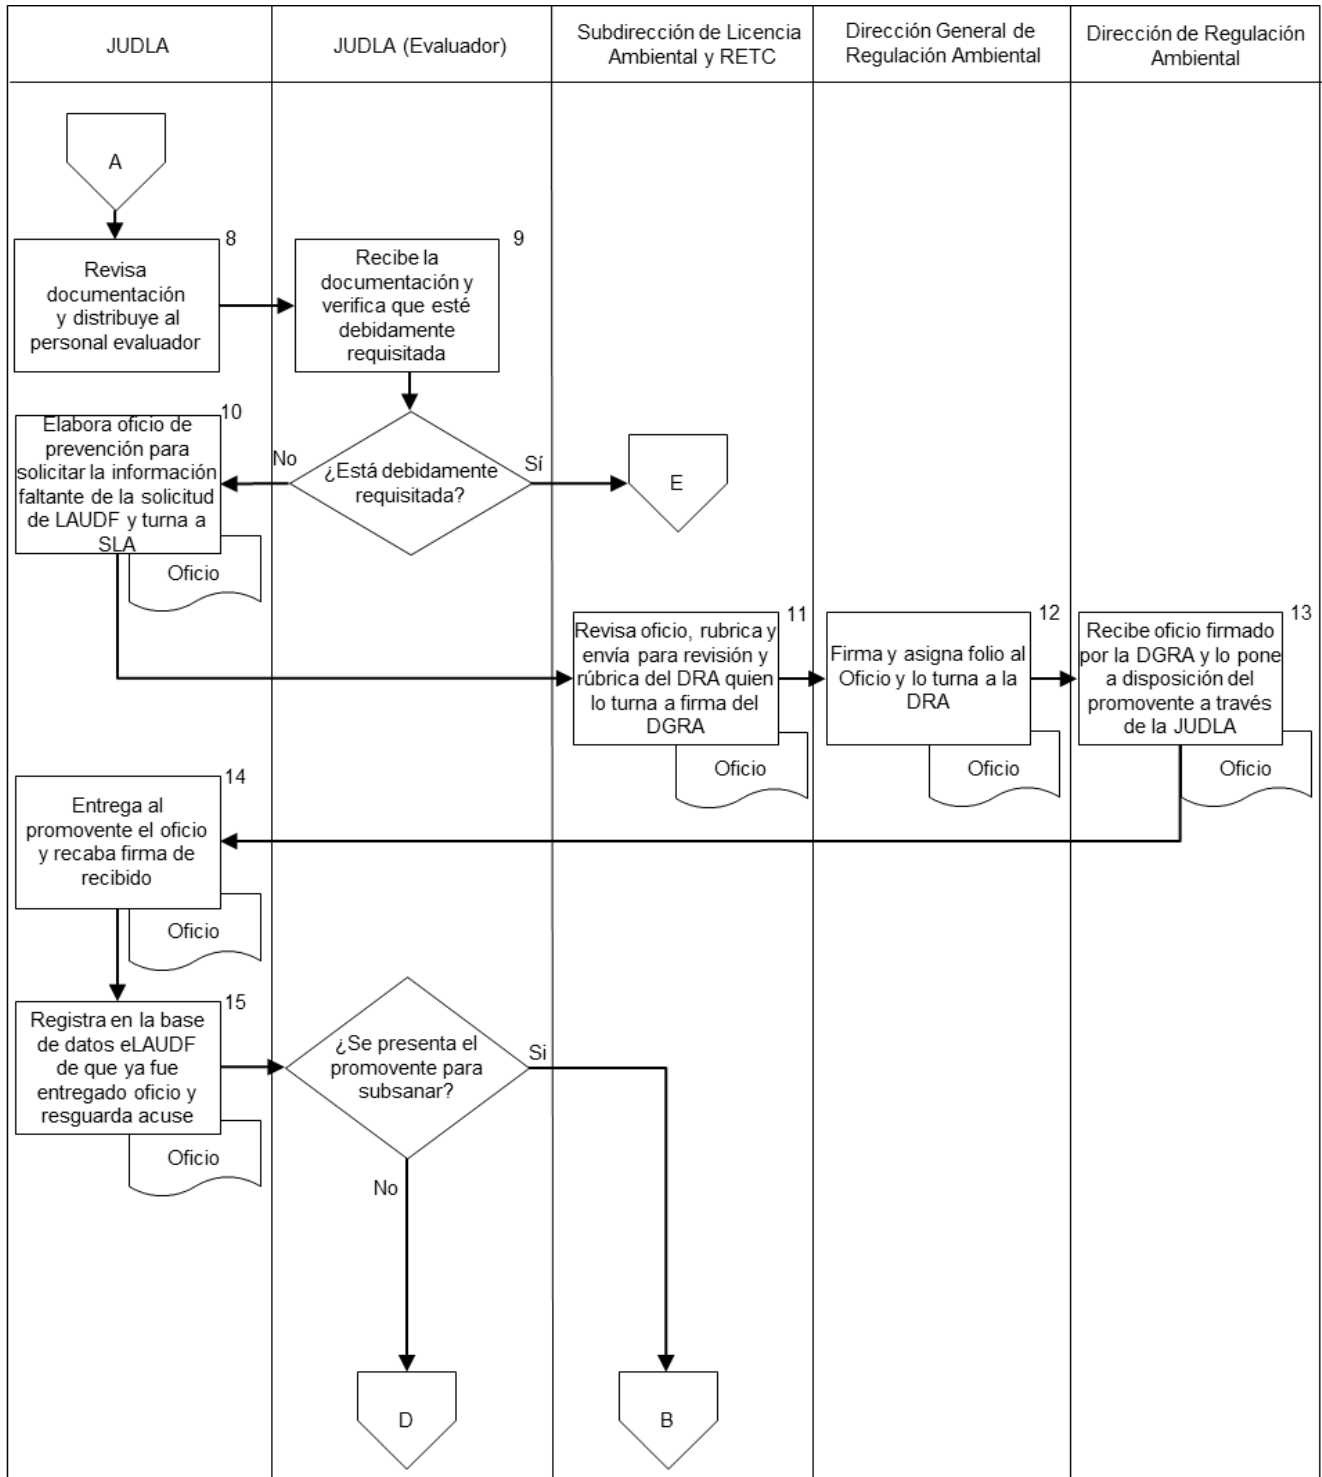 JUDLA
JUDLA (Evaluador)
Subdirección de Licencia
Ambiental y RETC
Dirección General de
Regulación Ambiental
Dirección de Regulación
Ambiental
A
8
Revisa
documentación
y distribuye al
personal evaluador
9
Recibe la
documentación y
verifica que esté
debidamente
requisitada
10
Elabora oficio de
prevención para
solicitar la información
faltante de la solicitud
de LAUDF y turna a
SLA
Oficio
No
¿Está debidamente
requisitada?
Sí
E
11
Revisa oficio, rubrica y
envía para revisión y
rúbrica del DRA quien
lo turna a firma del
DGRA
Oficio
12
Firma y asigna folio al
Oficio y lo turna a la
DRA
Oficio
13
Recibe oficio firmado
por la DGRA y lo pone
a disposición del
promovente a través
de la JUDLA
Oficio
14
Entrega al
promovente el oficio
y recaba firma de
recibido
Oficio
15
Registra en la base
de datos eLAUDF
de que ya fue
entregado oficio y
resguarda acuse
Oficio
¿Se presenta el
promovente para
subsanar?
Si
No
D
B